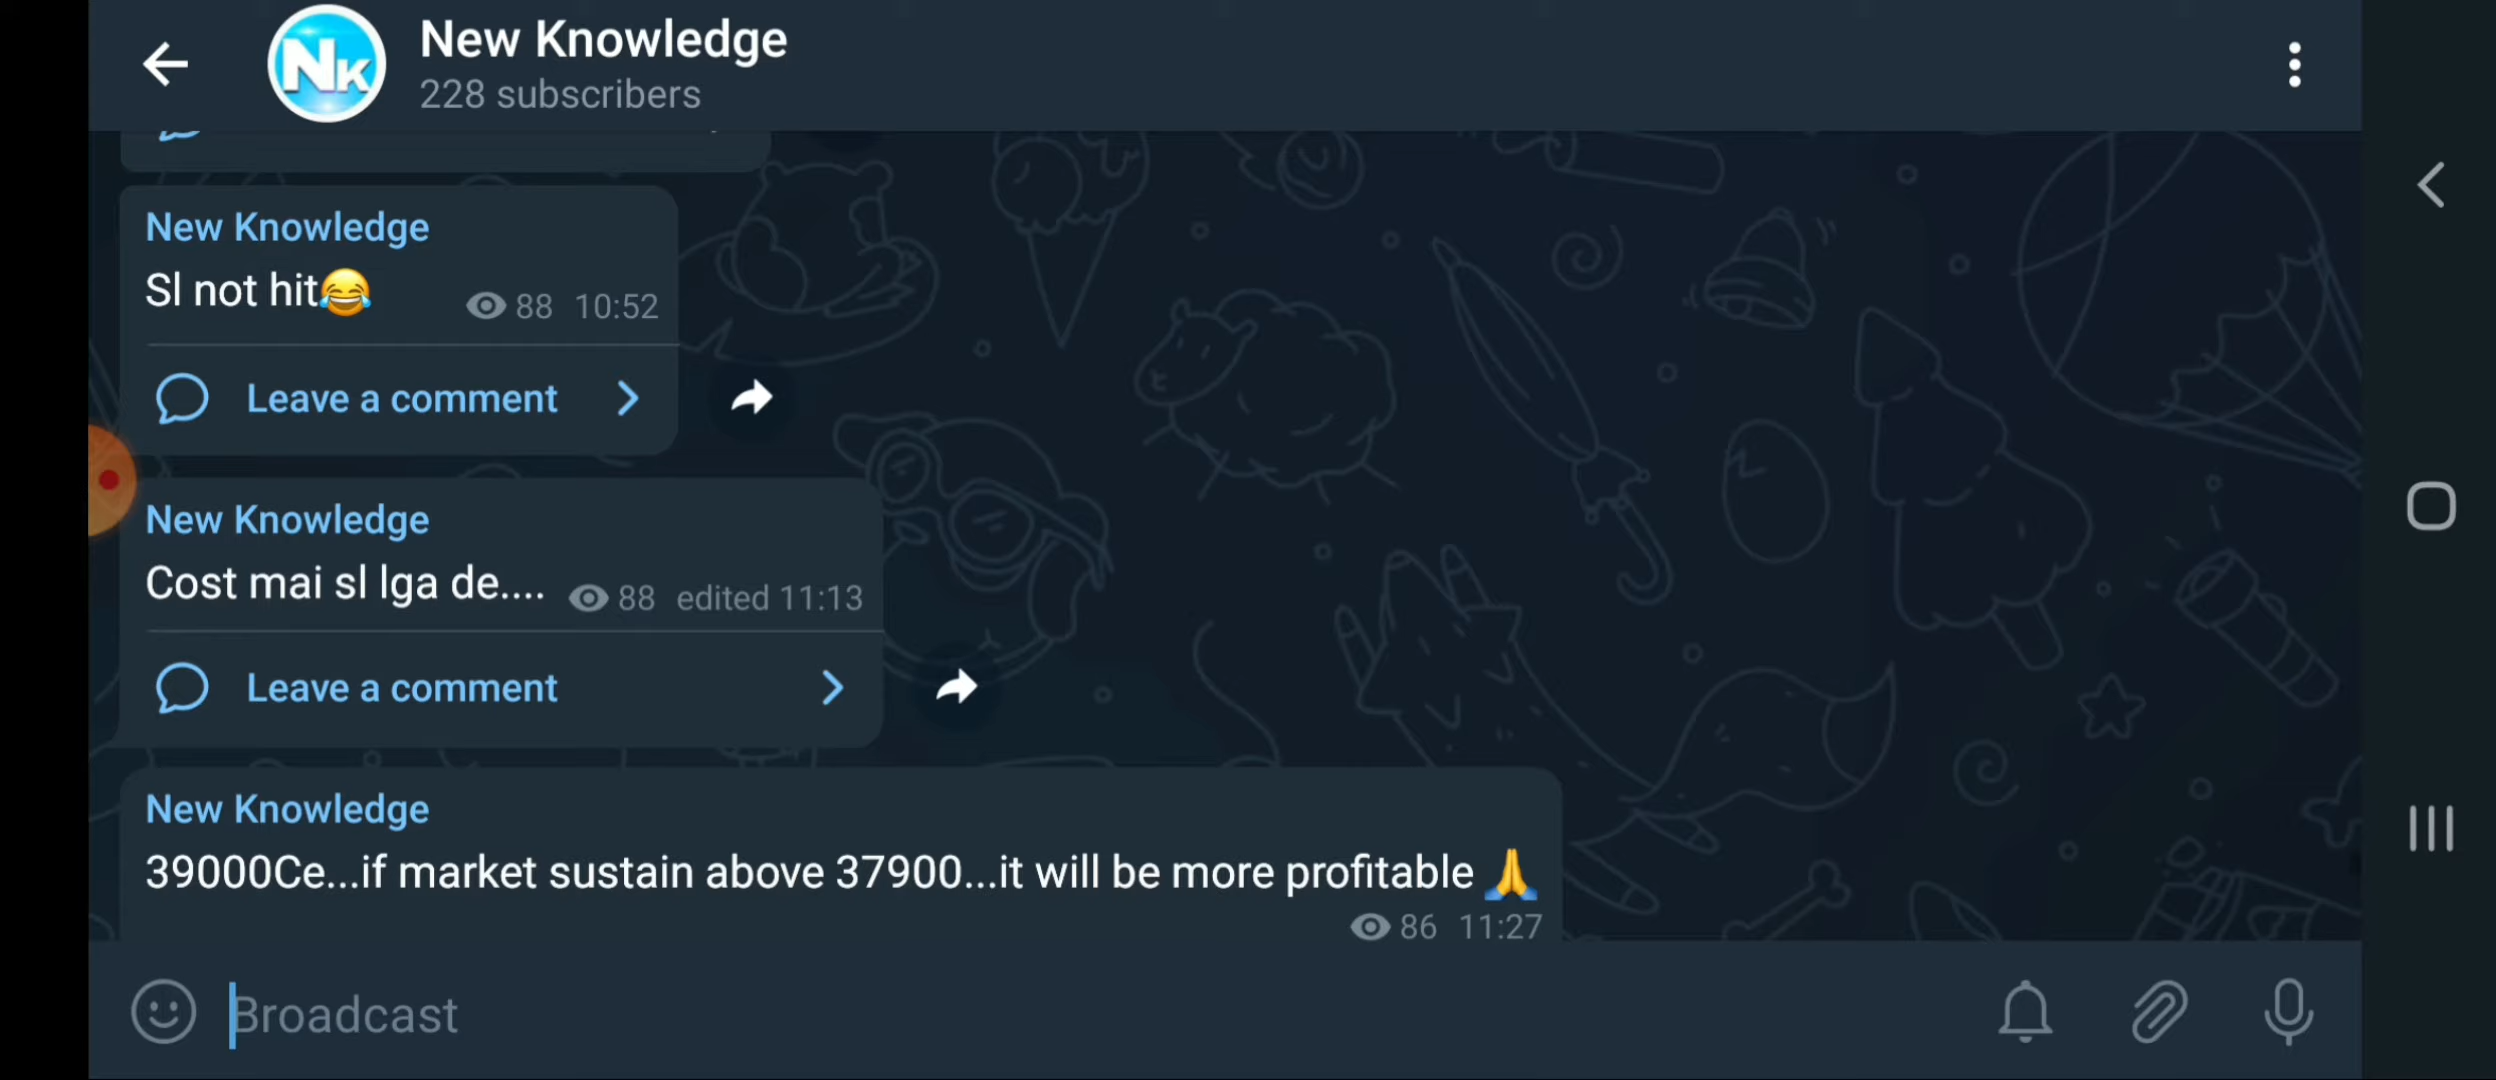 NK
New Knowledge
228 subscribers
New Knowledge
Sl not hit😂 88 10:52
Leave a comment
New Knowledge
Cost mai sl lga de.... 88 edited 11:13
Leave a comment
New Knowledge
39000Ce...if market sustain above 37900...it will be more profitable 🙏
86 11:27
Broadcast